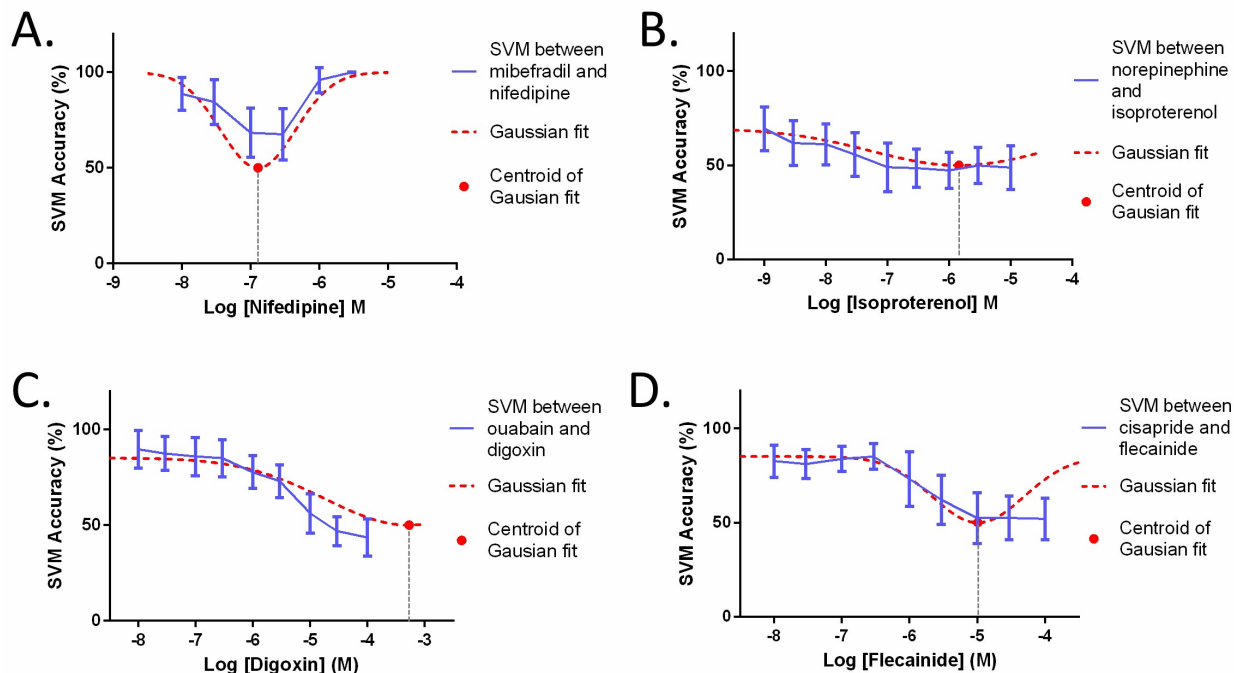 A.
SVM Accuracy (%)
100
50
0
-9
-8
-7
-6
-5
-4
Log [Nifedipine] M
SVM between
mibefradil and
nifedipine
Gaussian fit
Centroid of
Gausian fit
B.
SVM Accuracy (%)
100
50
0
-9
-8
-7
-6
-5
-4
Log [Isoproterenol] M
SVM between
norepinephine
and
isoproterenol
Gaussian fit
Centroid of
Gausian fit
C.
SVM Accuracy (%)
100
50
0
-8
-7
-6
-5
-4
-3
Log [Digoxin] (M)
SVM between
ouabain and
digoxin
Gaussian fit
Centroid of
Gausian fit
D.
SVM Accuracy (%)
100
50
0
-8
-7
-6
-5
-4
Log [Flecainide] (M)
SVM between
cisapride and
flecainide
Gaussian fit
Centroid of
Gausian fit